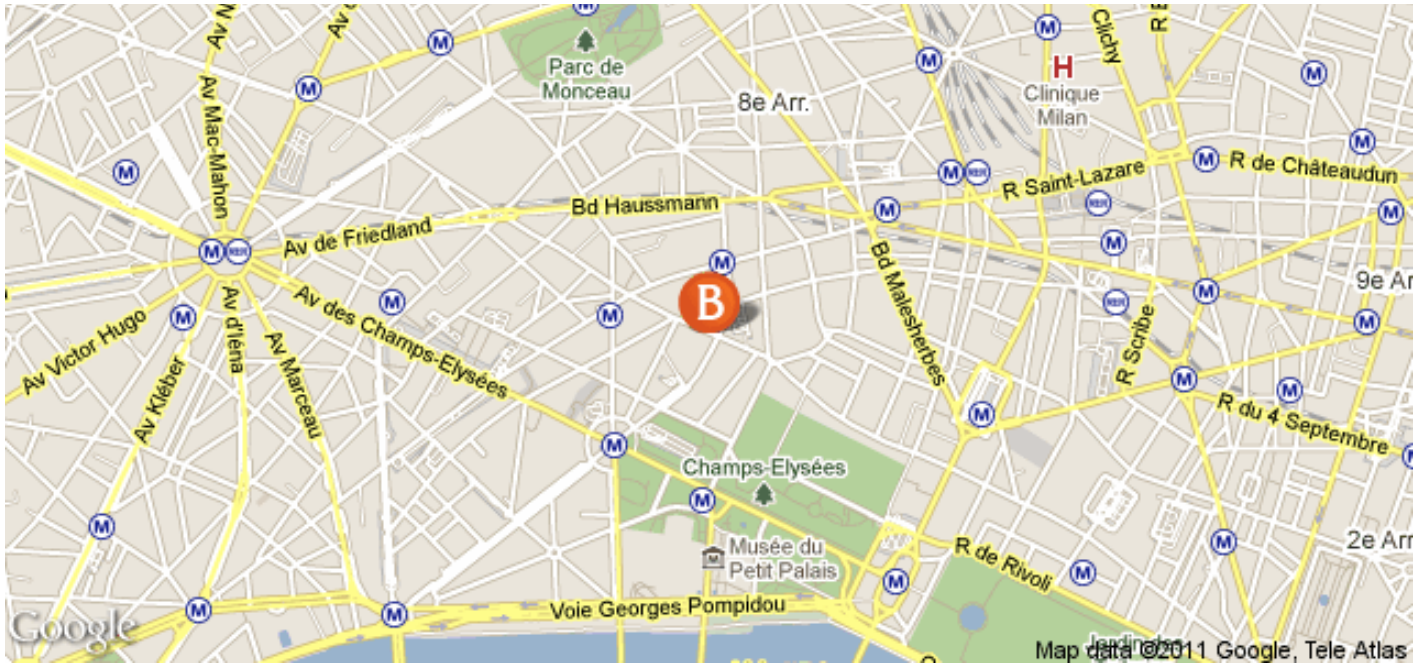 Parc de
Monceau
8e Arr.
H
Clinique
Milan
Clichy
Av Mac-Mahon
R Saint-Lazare
R de Châteaudun
Bd Haussmann
Av de Friedland
M
RER
B
Bd Malesherbes
9e Ar
R Scribe
Av des Champs-Elysées
Av Victor Hugo
Av Kléber
Av d'Iéna
Av Marceau
R du 4 Septembre
Champs-Elysées
Musée du
Petit Palais
R de Rivoli
2e Arr
Voie Georges Pompidou
Google
Map data ©2011 Google, Tele Atlas